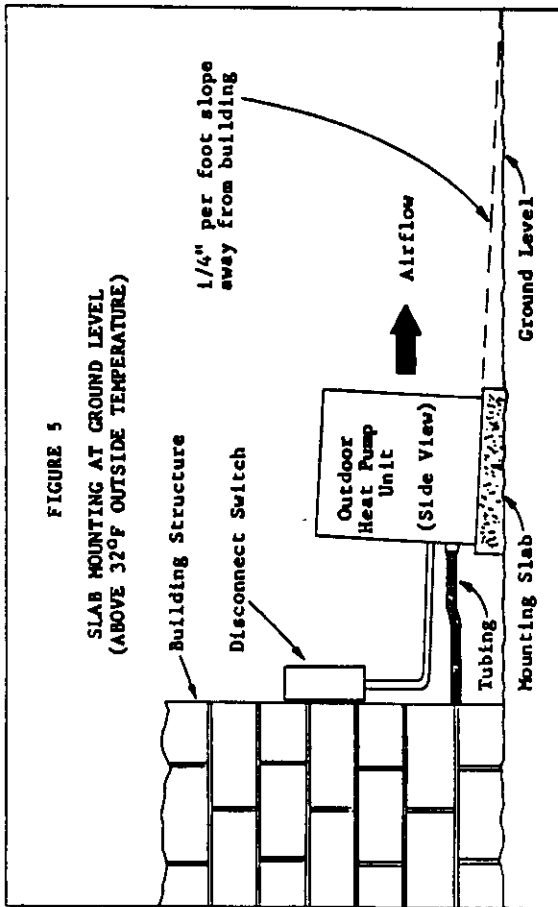 FIGURE 5
SLAB MOUNTING AT GROUND LEVEL
(ABOVE 32°F OUTSIDE TEMPERATURE)
Building Structure
Disconnect Switch
1/4" per foot slope
away from building
Outdoor
Heat Pump
Unit
(Side View)
Airflow
Tubing
Mounting Slab
Ground Level